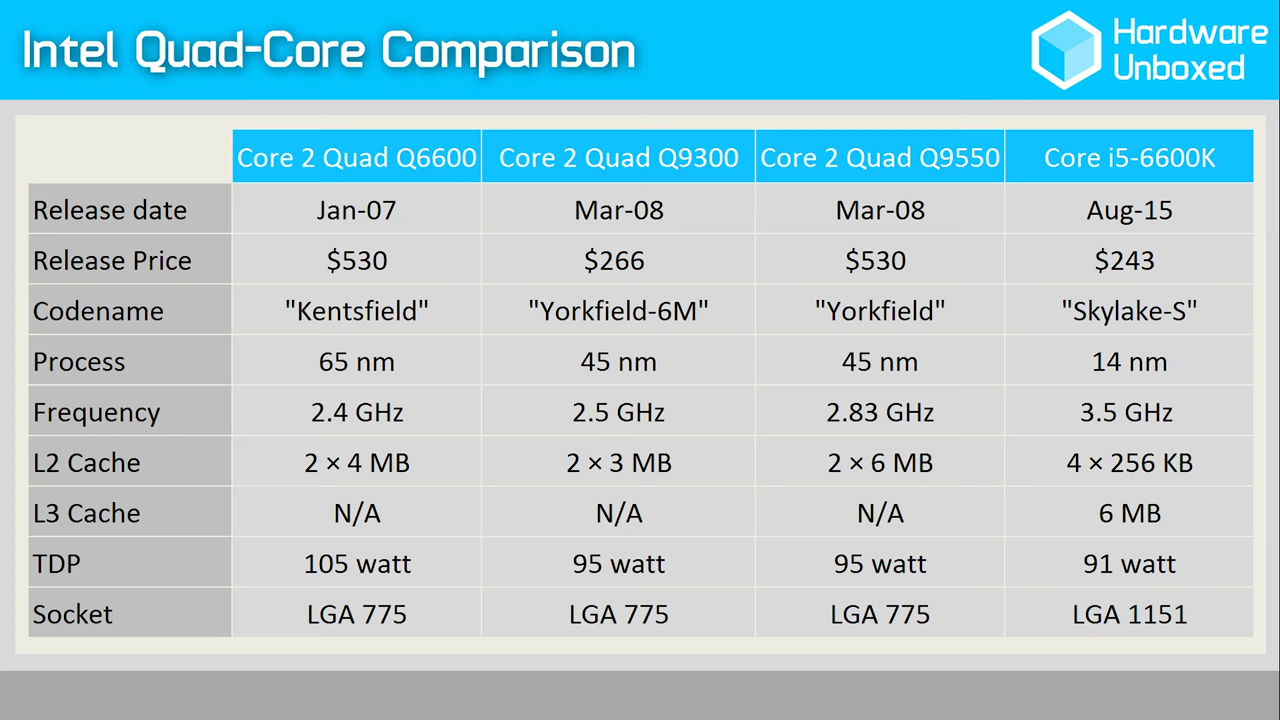 Intel Quad-Core Comparison
Hardware
Unboxed
Core 2 Quad Q6600 Core 2 Quad Q9300 Core 2 Quad Q9550 Core i5-6600K
Release date Jan-07 Mar-08 Mar-08 Aug-15
Release Price $530 $266 $530 $243
Codename "Kentsfield" "Yorkfield-6M" "Yorkfield" "Skylake-S"
Process 65 nm 45 nm 45 nm 14 nm
Frequency 2.4 GHz 2.5 GHz 2.83 GHz 3.5 GHz
L2 Cache 2 × 4 MB 2 × 3 MB 2 × 6 MB 4 × 256 KB
L3 Cache N/A N/A N/A 6 MB
TDP 105 watt 95 watt 95 watt 91 watt
Socket LGA 775 LGA 775 LGA 775 LGA 1151